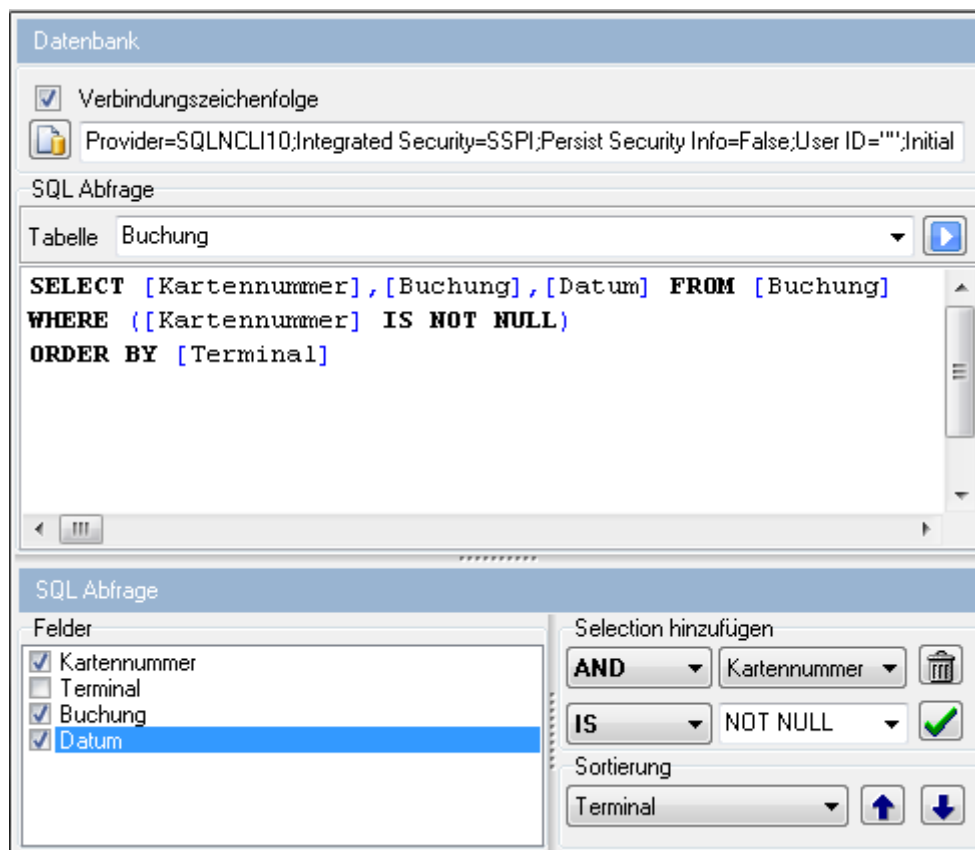 Datenbank
Verbindungszeichenfolge
Provider=SQLNCLI10;Integrated Security=SSPI;Persist Security Info=False;User ID='""';Initial
SQL Abfrage
Tabelle Buchung
SELECT [Kartennummer],[Buchung],[Datum] FROM [Buchung]
WHERE ([Kartennummer] IS NOT NULL)
ORDER BY [Terminal]
SQL Abfrage
Felder
Kartennummer
Terminal
Buchung
Datum
Selection hinzufügen
AND Kartennummer
IS NOT NULL
Sortierung
Terminal